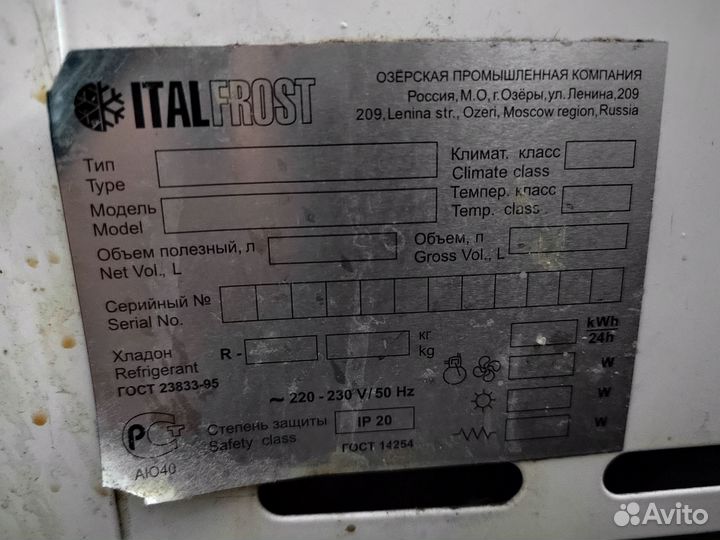 ITALFROST
ОЗЁРСКАЯ ПРОМЫШЛЕННАЯ КОМПАНИЯ
Россия, М.О, г.Озёры, ул. Ленина, 209
209, Lenina str., Ozeri, Moscow region, Russia
Тип
Type
Климат. класс
Climate class
Модель
Model
Темпер. класс
Temp. class
Объем полезный, л
Net Vol., L
Объем, л
Gross Vol., L
Серийный №
Serial No.
Хладон R -
Refrigerant
кг
kg
kWh
24h
ГОСТ 23833-95
~ 220 - 230 V/ 50 Hz
W
W
W
РСТ
АЮ40
Степень защиты
Safety class
IP 20
ГОСТ 14254
Avito